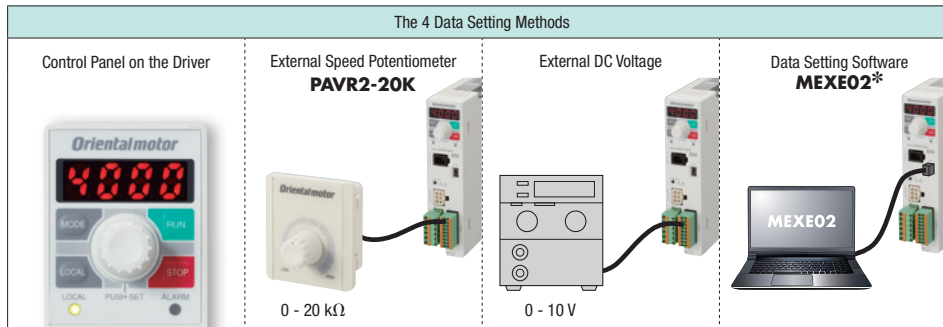 The 4 Data Setting Methods
Control Panel on the Driver
Orientalmotor
4000
MODE
RUN
LOCAL
STOP
LOCAL
PUSH-SET
ALARM
External Speed Potentiometer
PAVR2-20K
Orientalmotor
0 - 20 kΩ
External DC Voltage
0 - 10 V
Data Setting Software
MEXE02*
MEXE02